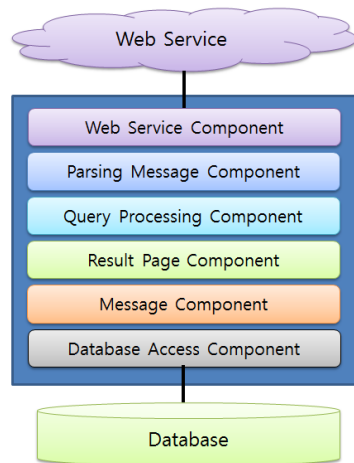 Web Service
Web Service Component
Parsing Message Component
Query Processing Component
Result Page Component
Message Component
Database Access Component
Database